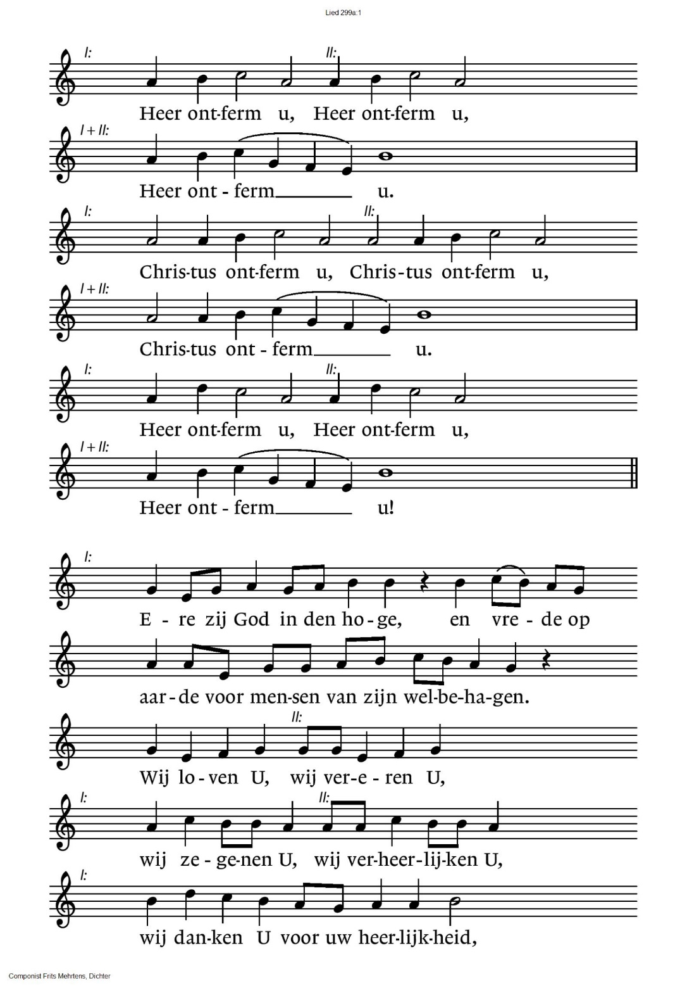 Lied 299a:1
I: II:
Heer ont-ferm u, Heer ont-ferm u,
I + II:
Heer ont - ferm u.
I: II:
Chris-tus ont-ferm u, Chris-tus ont-ferm u,
I + II:
Chris-tus ont - ferm u.
I: II:
Heer ont-ferm u, Heer ont-ferm u,
I + II:
Heer ont - ferm u!
I:
E - re zij God in den ho - ge, en vre - de op
aar - de voor men-sen van zijn wel-be-ha-gen.
II:
Wij lo - ven U, wij ver-e - ren U,
I: II:
wij ze - ge-nen U, wij ver-heer-lij-ken U,
I:
wij dan-ken U voor uw heer-lijk-heid,
Componist Frits Mehrtens, Dichter